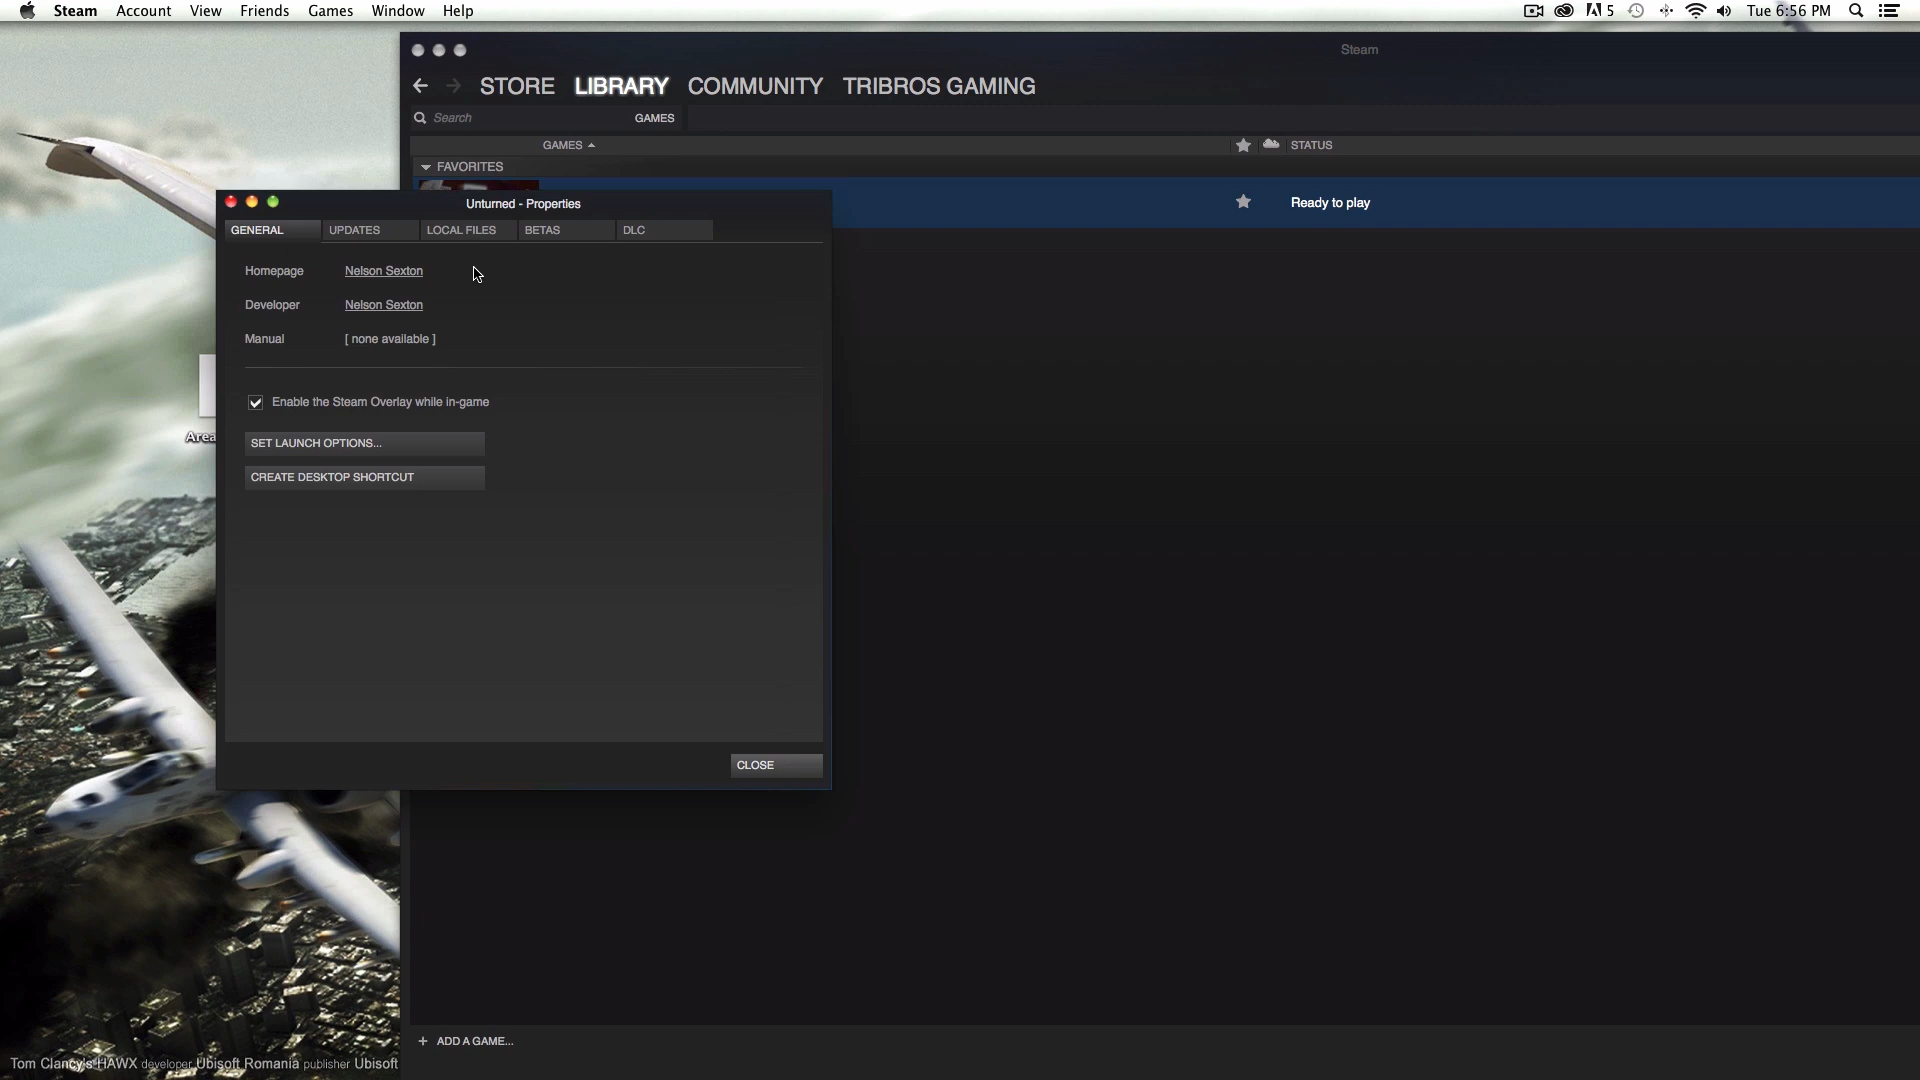 Steam Account View Friends Games Window Help 5 Tue 6:56 PM
Steam
STORE LIBRARY COMMUNITY TRIBROS GAMING
Search GAMES
GAMES STATUS
FAVORITES
Ready to play
Unturned - Properties
GENERAL UPDATES LOCAL FILES BETAS DLC
Homepage Nelson Sexton
Developer Nelson Sexton
Manual [ none available ]
Enable the Steam Overlay while in-game
SET LAUNCH OPTIONS...
CREATE DESKTOP SHORTCUT
Area
CLOSE
+ ADD A GAME...
Tom Clancy's HAWX developer Ubisoft Romania publisher Ubisoft